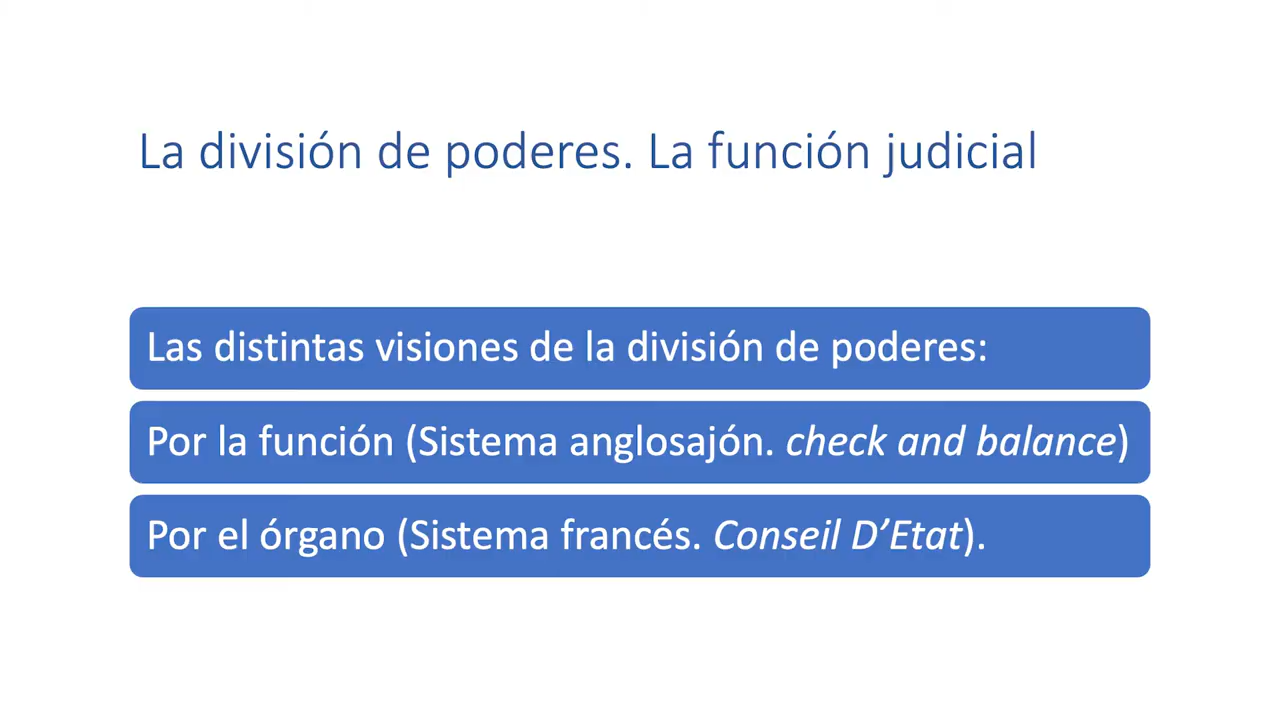 La división de poderes. La función judicial
Las distintas visiones de la división de poderes:
Por la función (Sistema anglosajón. check and balance)
Por el órgano (Sistema francés. Conseil D’Etat).